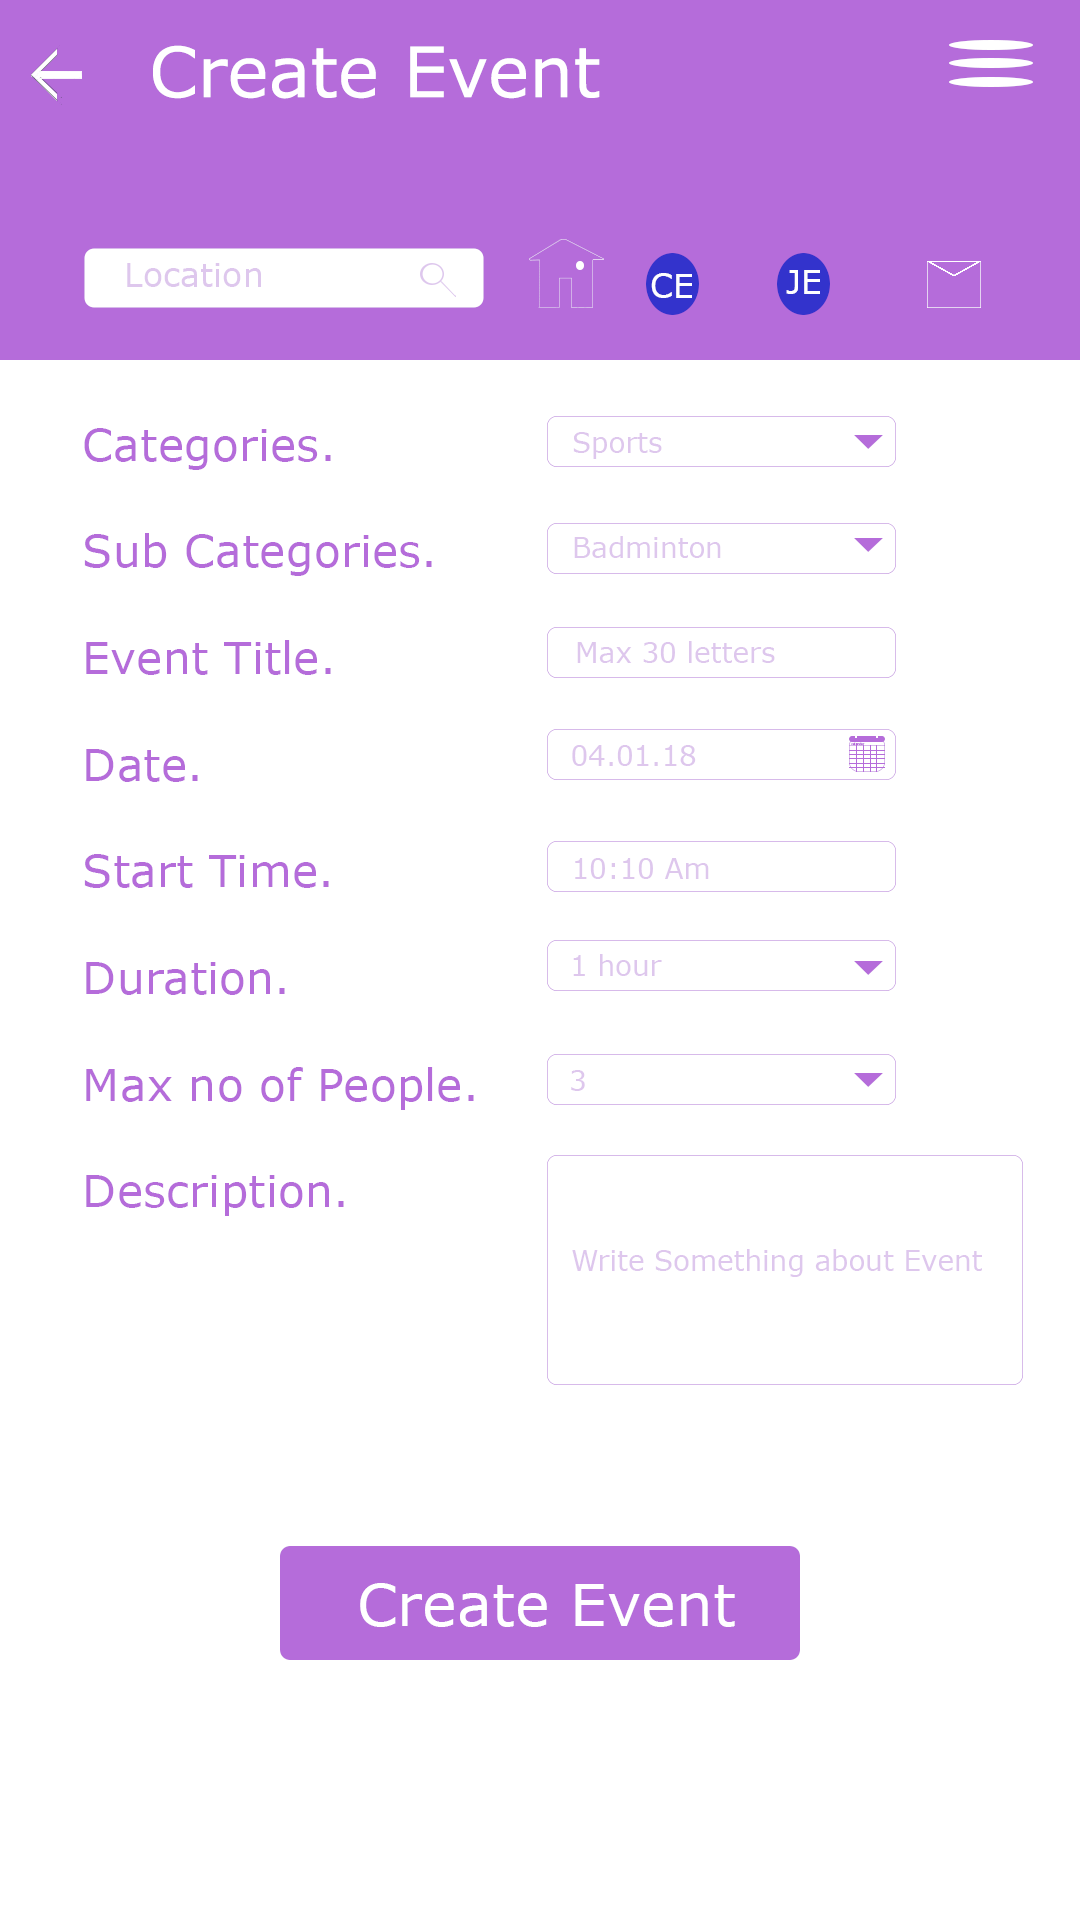 Create Event
Location
CE
JE
Categories.
Sports
Sub Categories.
Badminton
Event Title.
Max 30 letters
Date.
04.01.18
Start Time.
10:10 Am
Duration.
1 hour
Max no of People.
3
Description.
Write Something about Event
Create Event